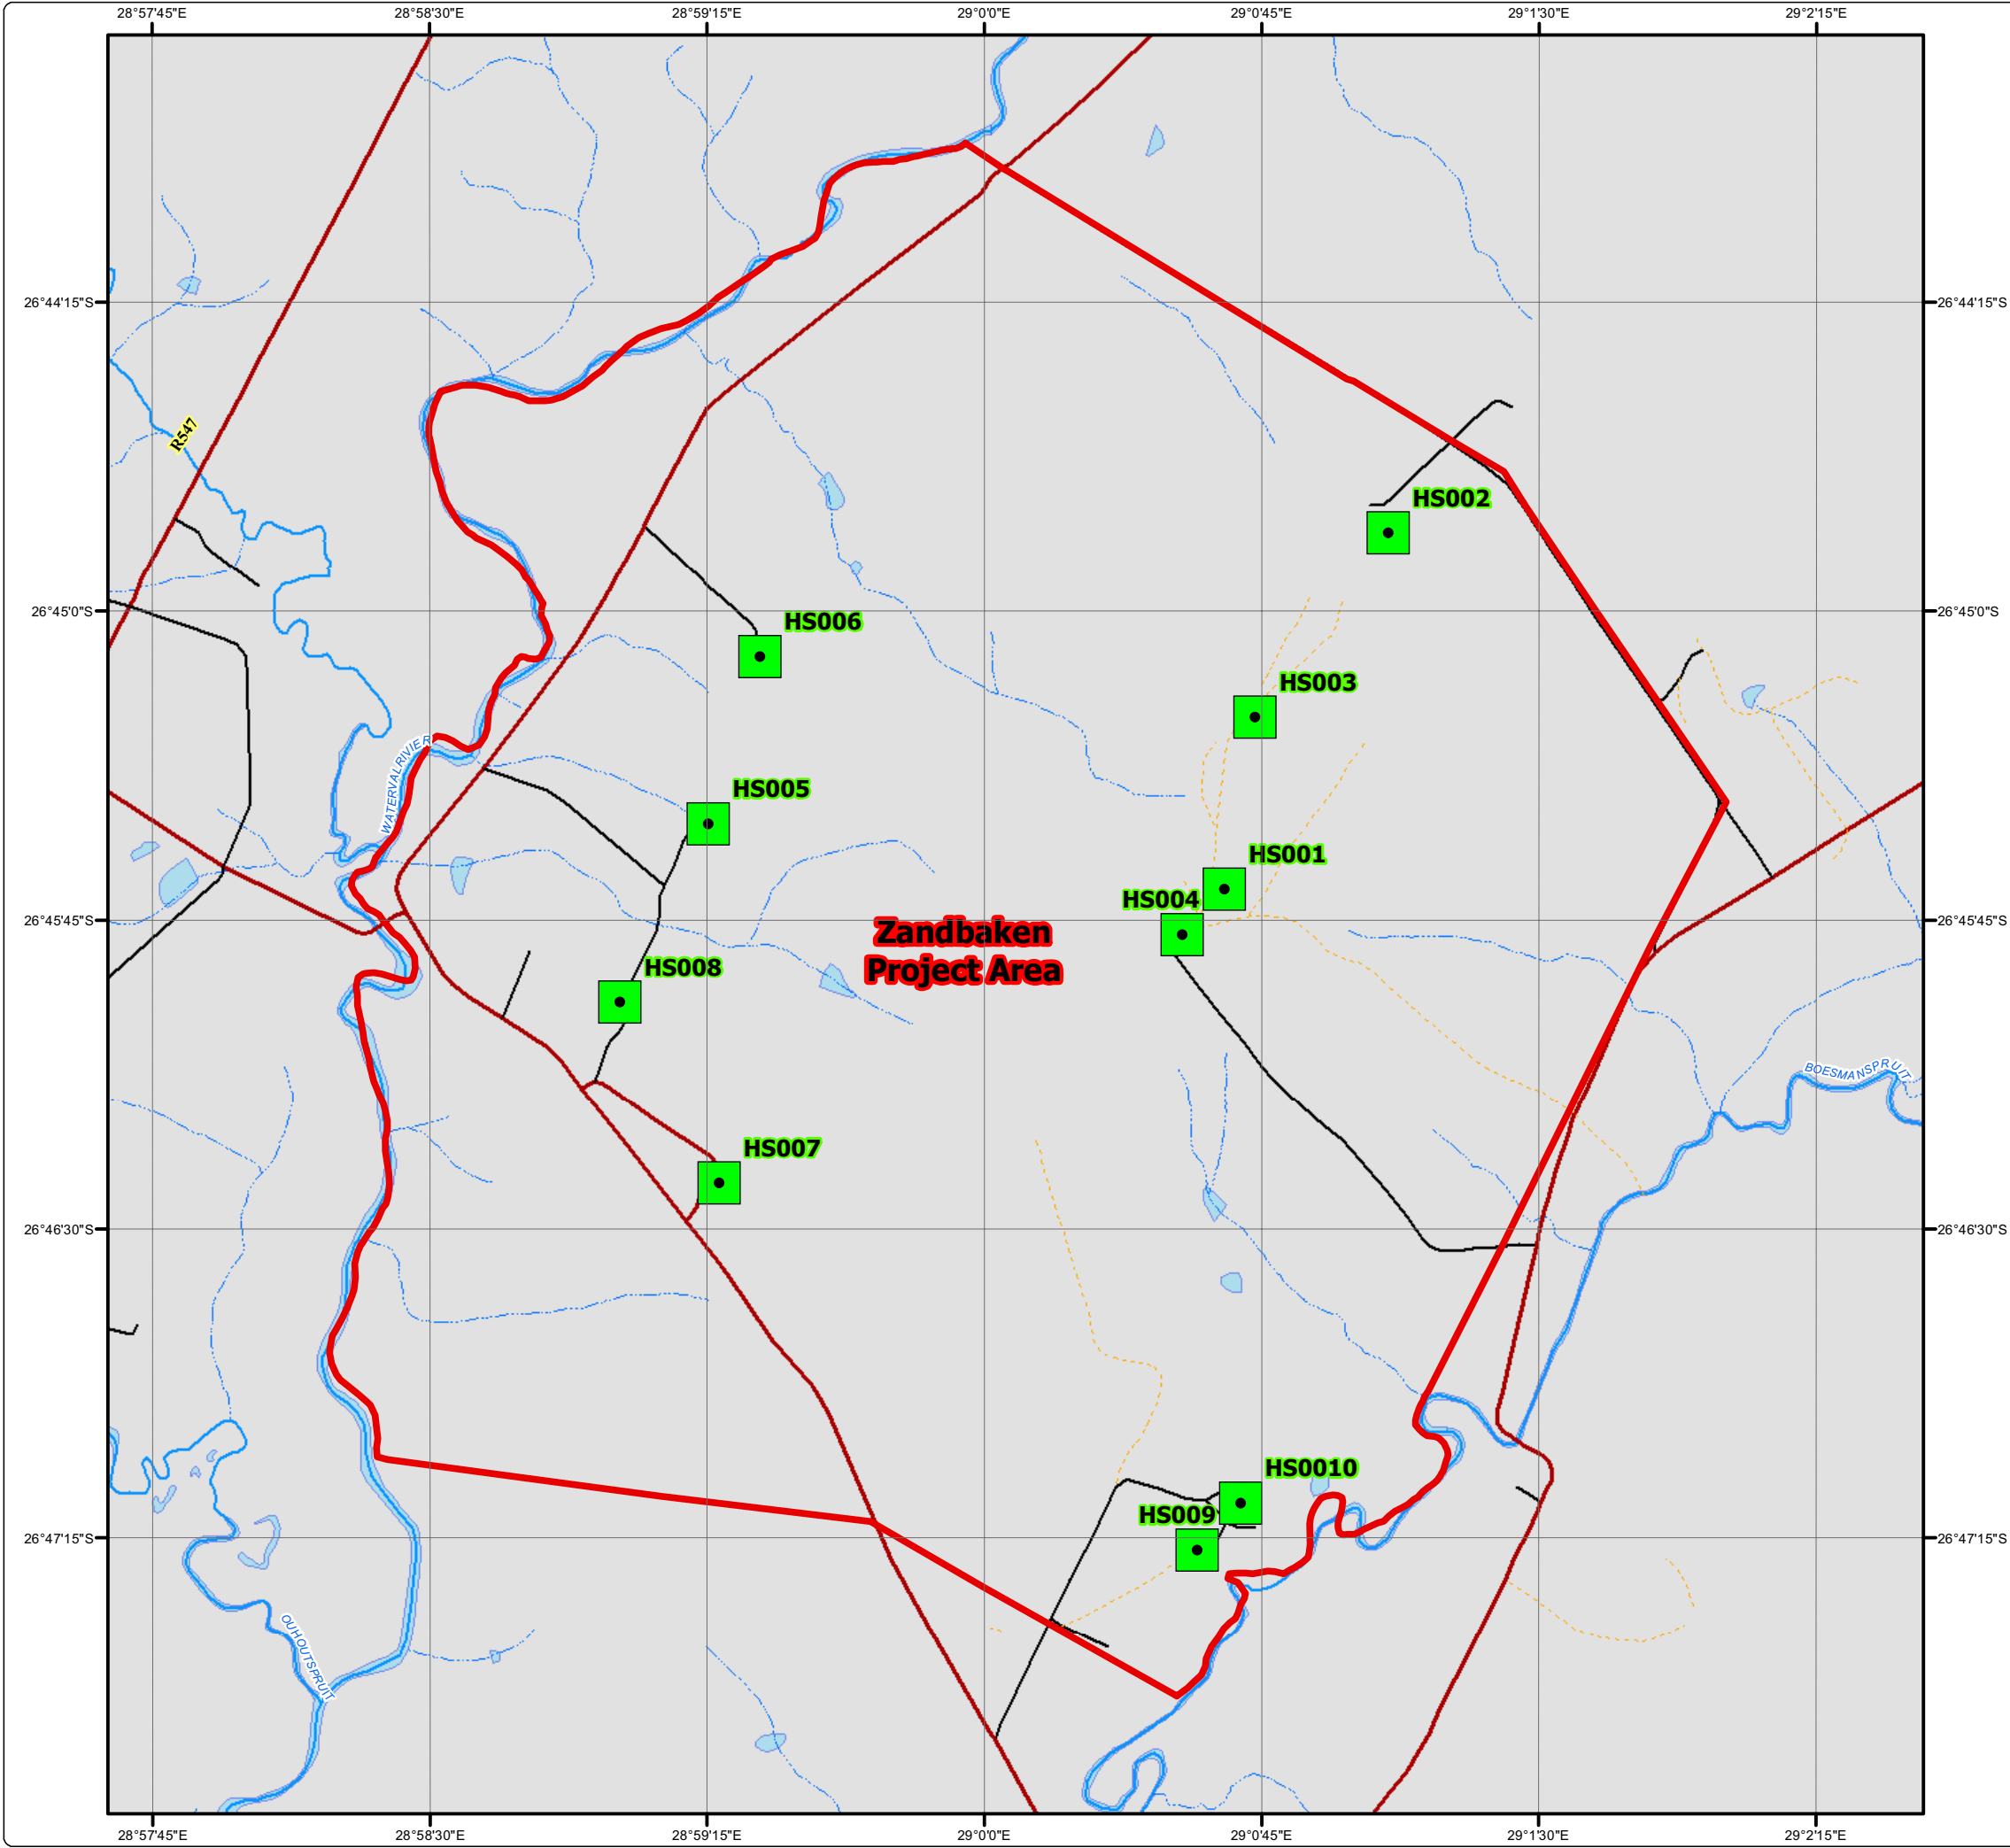 28°57'45"E
28°58'30"E
28°59'15"E
29°0'0"E
29°0'45"E
29°1'30"E
29°2'15"E
26°44'15"S
26°44'15"S
R547
HS002
26°45'0"S
26°45'0"S
HS006
HS003
WATERVALRIVIER
HS005
HS001
HS004
26°45'45"S
26°45'45"S
Zandbaken
Project Area
HS008
BOESMANSPRUIT
HS007
26°46'30"S
26°46'30"S
HS0010
HS009
26°47'15"S
26°47'15"S
OUHOUTSPRUIT
28°57'45"E
28°58'30"E
28°59'15"E
29°0'0"E
29°0'45"E
29°1'30"E
29°2'15"E